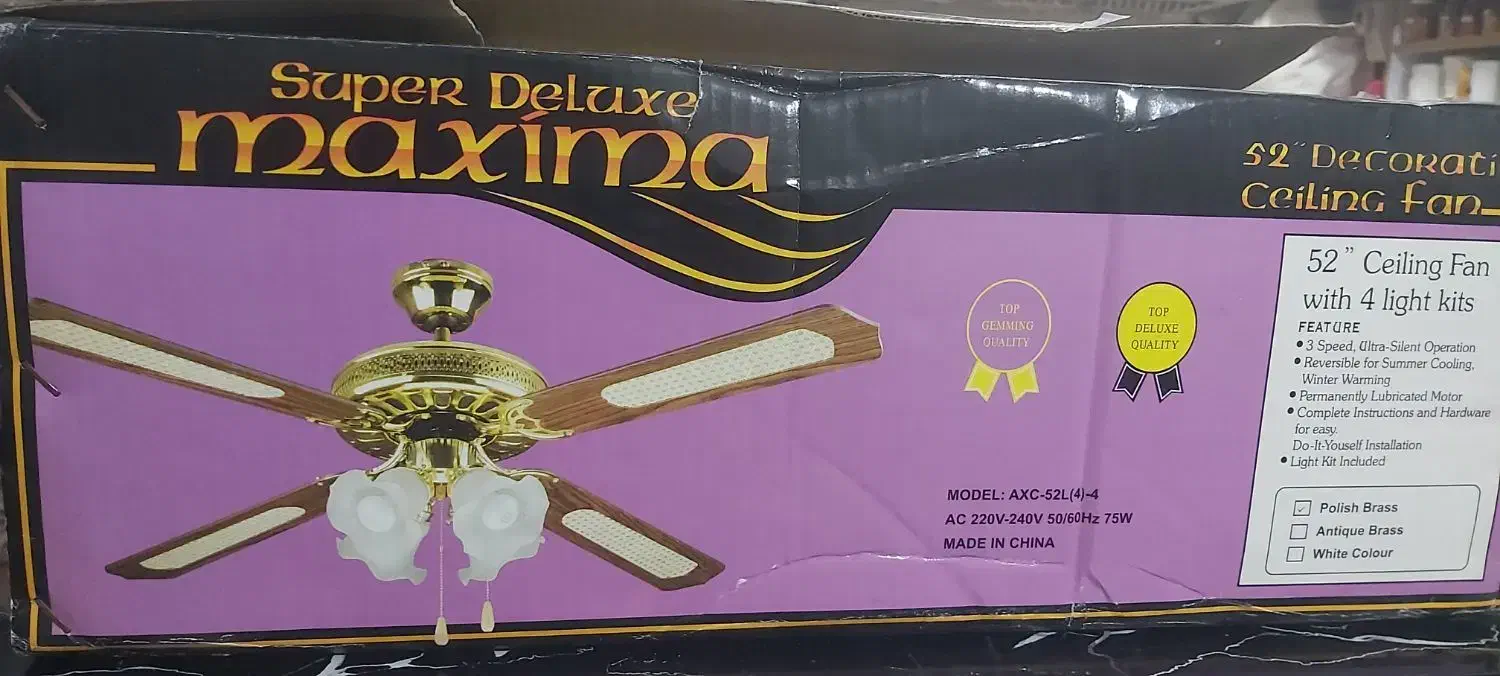 Super Deluxe
maxima
52" Decorati
Ceiling Fan
52" Ceiling Fan
with 4 light kits
FEATURE
• 3 Speed, Ultra-Silent Operation
• Reversible for Summer Cooling,
Winter Warming
• Permanently Lubricated Motor
• Complete Instructions and Hardware
for easy.
Do-It-Youself Installation
• Light Kit Included
☑ Polish Brass
☐ Antique Brass
☐ White Colour
TOP
GEMMING
QUALITY
TOP
DELUXE
QUALITY
MODEL: AXC-52L(4)-4
AC 220V-240V 50/60Hz 75W
MADE IN CHINA